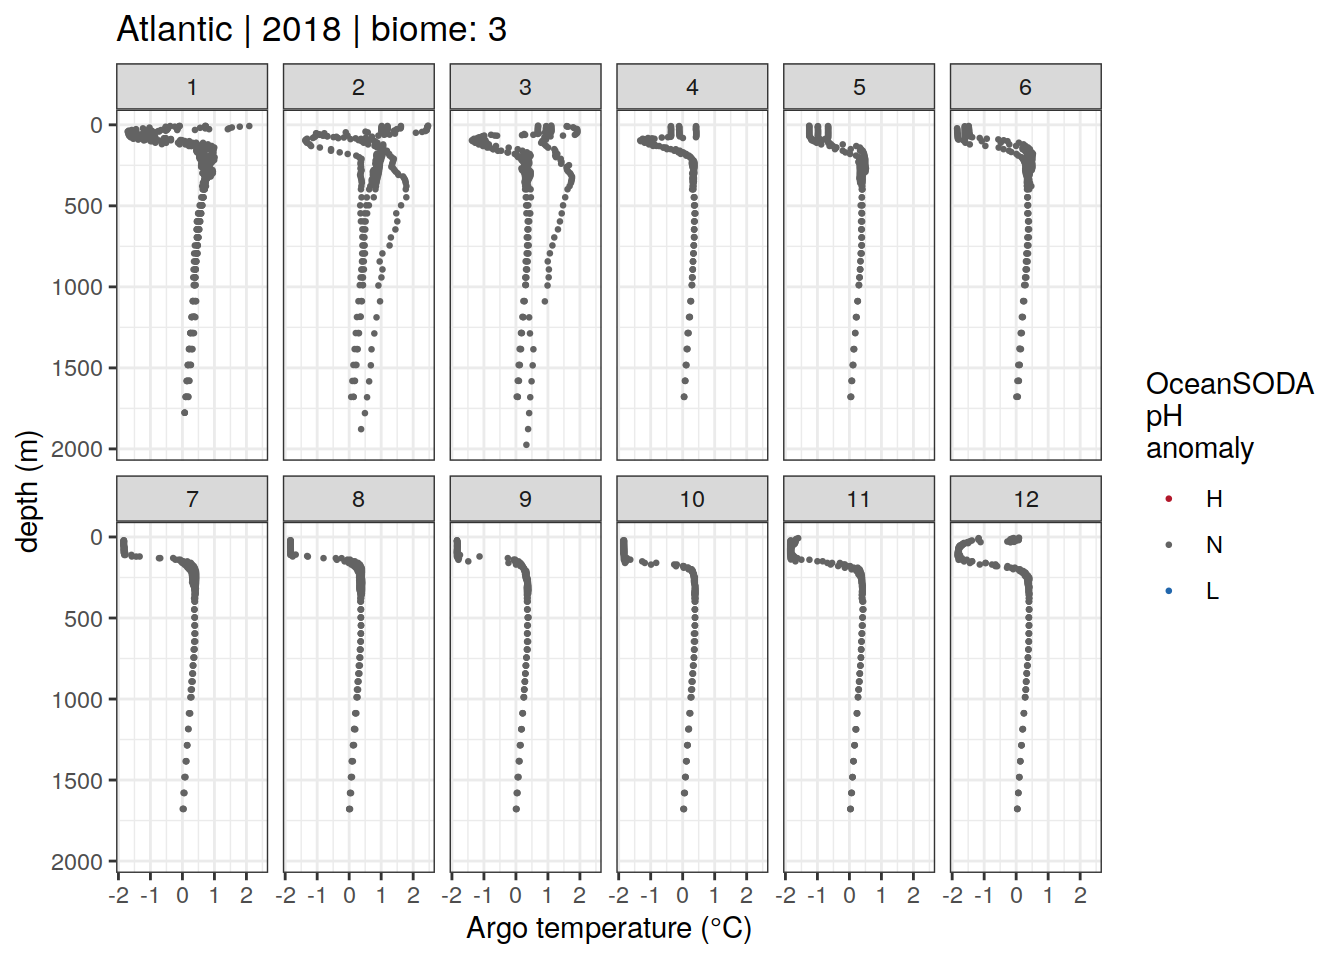 Atlantic | 2018 | biome: 3
1 2 3 4 5 6
0
500
1000
1500
2000
7 8 9 10 11 12
0
500
1000
1500
2000
-2 -1 0 1 2 -2 -1 0 1 2 -2 -1 0 1 2 -2 -1 0 1 2 -2 -1 0 1 2 -2 -1 0 1 2
Argo temperature (°C)
depth (m)
OceanSODA
pH
anomaly
H
N
L